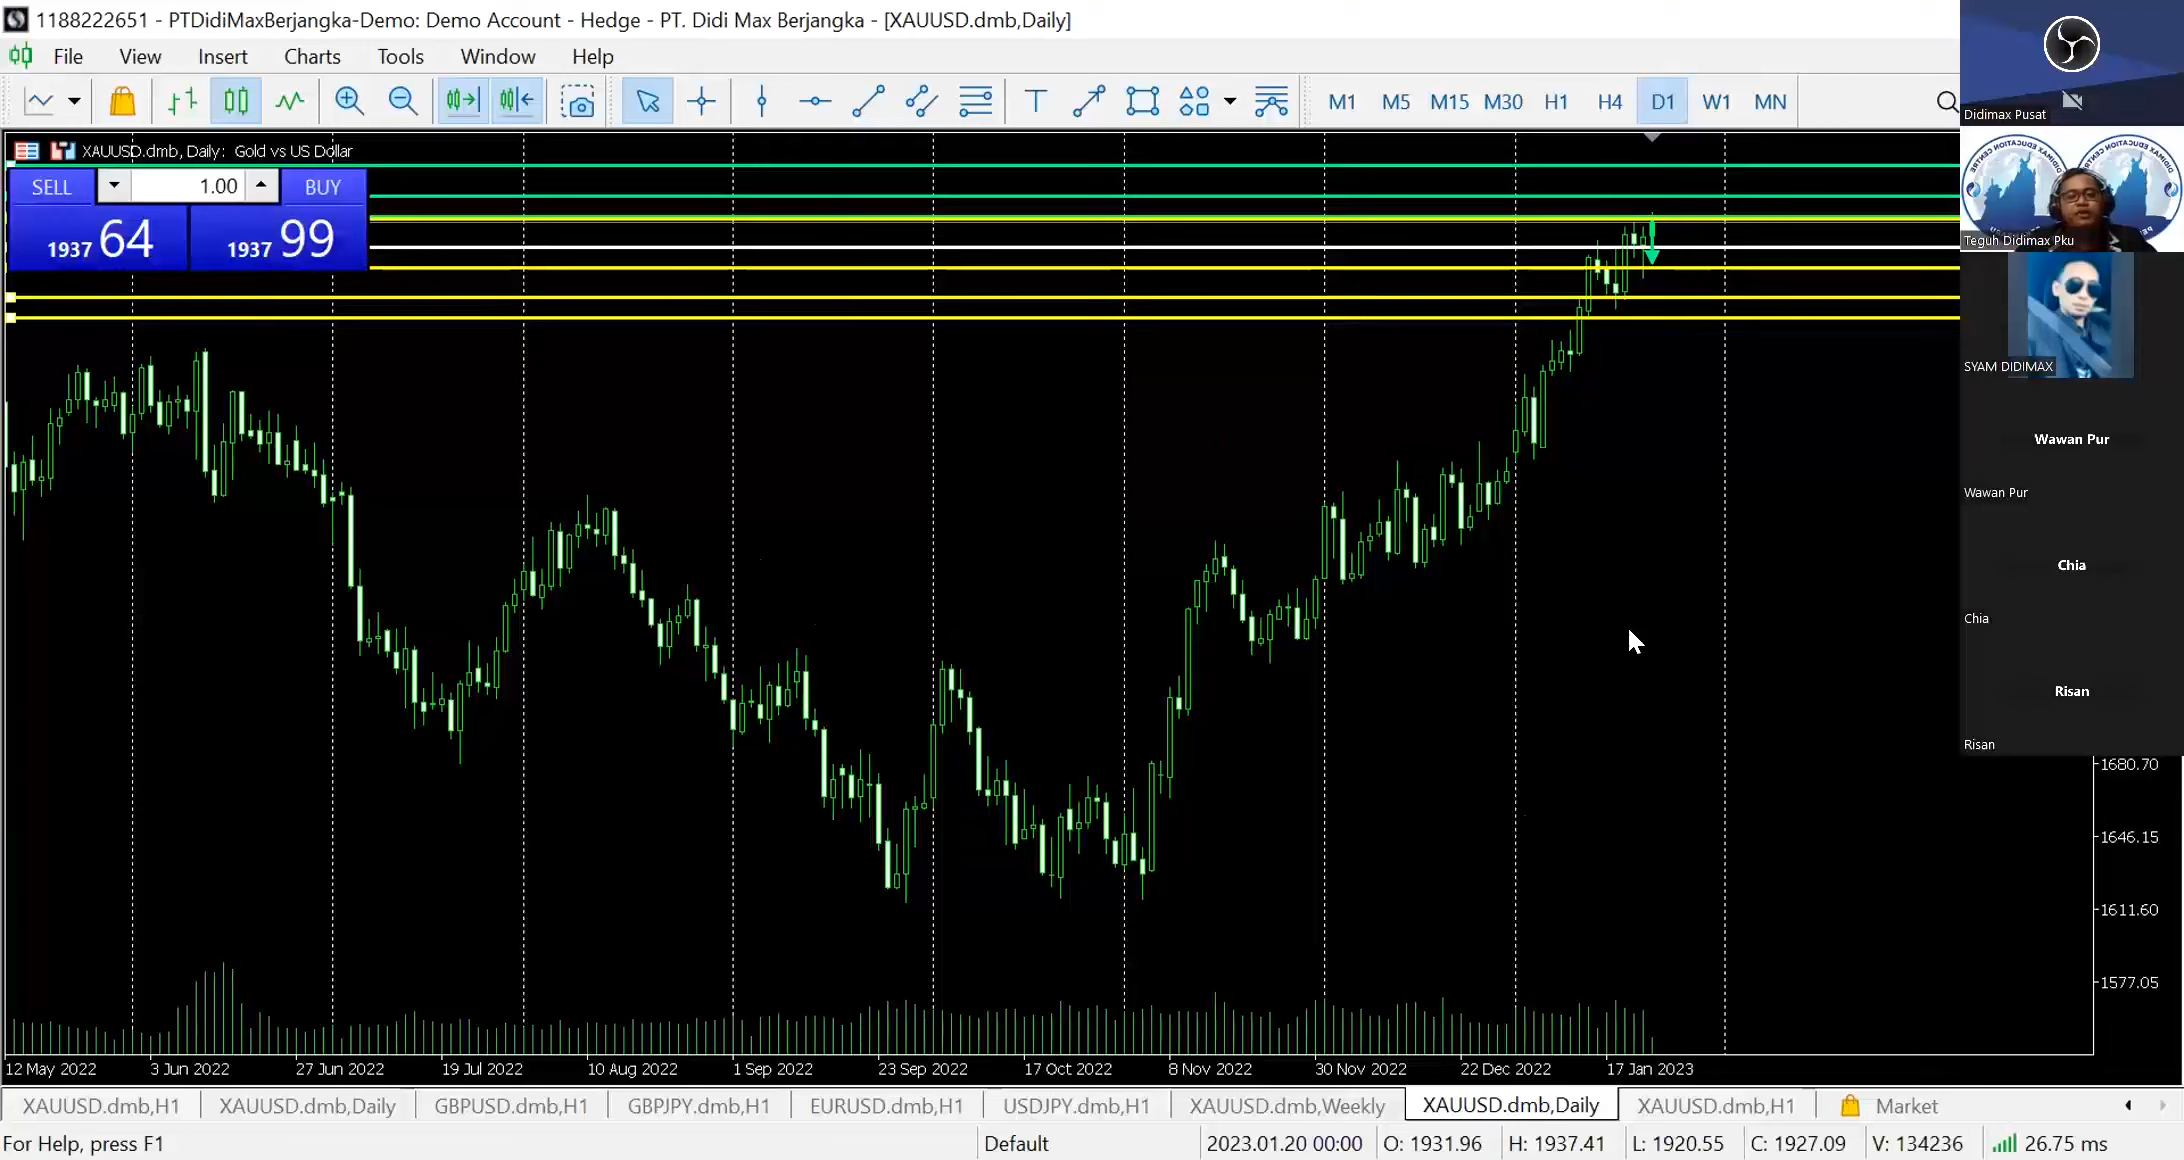 1188222651 - PTDidiMaxBerjangka-Demo: Demo Account - Hedge - PT. Didi Max Berjangka - [XAUUSD.dmb,Daily]
File View Insert Charts Tools Window Help
M1 M5 M15 M30 H1 H4 D1 W1 MN
Didimax Pusat
XAUUSD.dmb, Daily: Gold vs US Dollar
SELL 1.00 BUY
1937 64 1937 99
Teguh Didimax Pku
SYAM DIDIMAX
Wawan Pur
Wawan Pur
Chia
Chia
Risan
Risan
1680.70
1646.15
1611.60
1577.05
12 May 2022 3 Jun 2022 27 Jun 2022 19 Jul 2022 10 Aug 2022 1 Sep 2022 23 Sep 2022 17 Oct 2022 8 Nov 2022 30 Nov 2022 22 Dec 2022 17 Jan 2023
XAUUSD.dmb,H1 XAUUSD.dmb,Daily GBPUSD.dmb,H1 GBPJPY.dmb,H1 EURUSD.dmb,H1 USDJPY.dmb,H1 XAUUSD.dmb,Weekly XAUUSD.dmb,Daily XAUUSD.dmb,H1 Market
For Help, press F1 Default 2023.01.20 00:00 O: 1931.96 H: 1937.41 L: 1920.55 C: 1927.09 V: 134236 26.75 ms